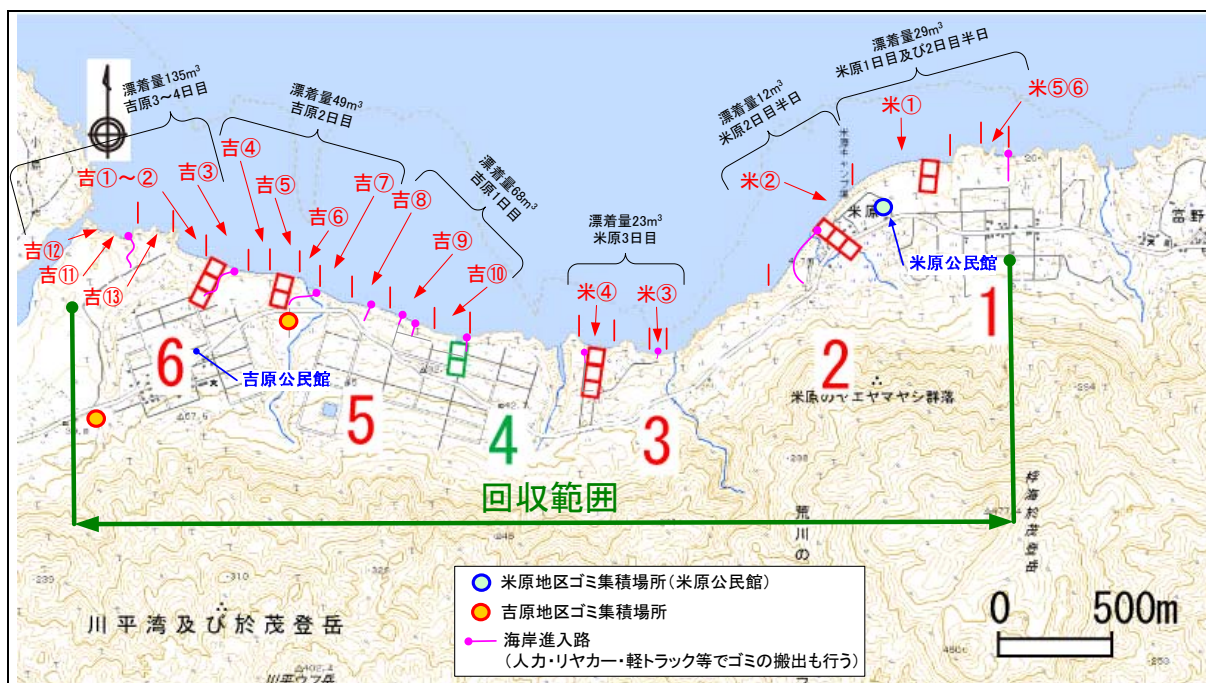 漂着量29m³
米原1日目及び2日目半日
漂着量135m³
吉原3～4日目
漂着量49m³
吉原2日目
漂着量12m³
米原2日目半日
米①
米⑤⑥
吉④
漂着量68m³
吉原1日目
吉①～②
吉③
吉⑤
吉⑦
米②
米原キャンプ場
吉⑥
吉⑧
漂着量23m³
米原3日目
米原
富野
吉⑫
吉⑪
吉⑬
吉⑨
吉⑩
米原公民館
米④
米③
1
6
吉原公民館
5
4
3
2
米原のヤエヤマヤシ群落
回収範囲
荒川の
川平湾及び於茂登岳
米原地区ゴミ集積場所(米原公民館)
吉原地区ゴミ集積場所
海岸進入路
(人力・リヤカー・軽トラック等でゴミの搬出も行う)
0 500m